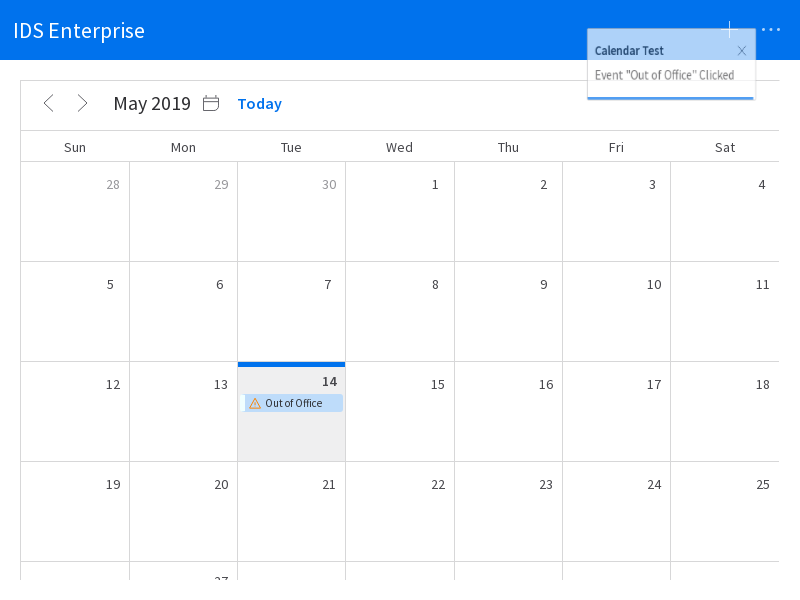 IDS Enterprise
Calendar Test
Event "Out of Office" Clicked
May 2019 Today
Sun Mon Tue Wed Thu Fri Sat
28 29 30 1 2 3 4
5 6 7 8 9 10 11
12 13 14 15 16 17 18
Out of Office
19 20 21 22 23 24 25
27